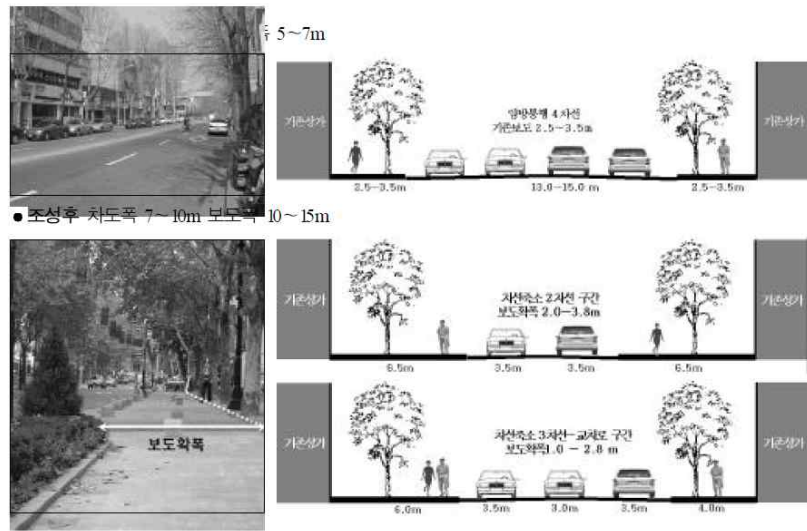 5~7m
기존상가
일방통행 4차선
기존보도 2.5-3.5m
기존상가
2.5-3.5m
13.0-15.0 m
2.5-3.5m
● 조성후 차도폭 7~10m 보도폭 10~15m
기존상가
차선축소 2차선 구간
보도확폭 2.0-3.8m
기존상가
6.5m
3.5m
3.5m
6.5m
보도확폭
기존상가
차선축소 3차선-교차로 구간
보도확폭1.0 - 2.8 m
기존상가
6.0m
3.5m
3.0m
3.5m
4.0m